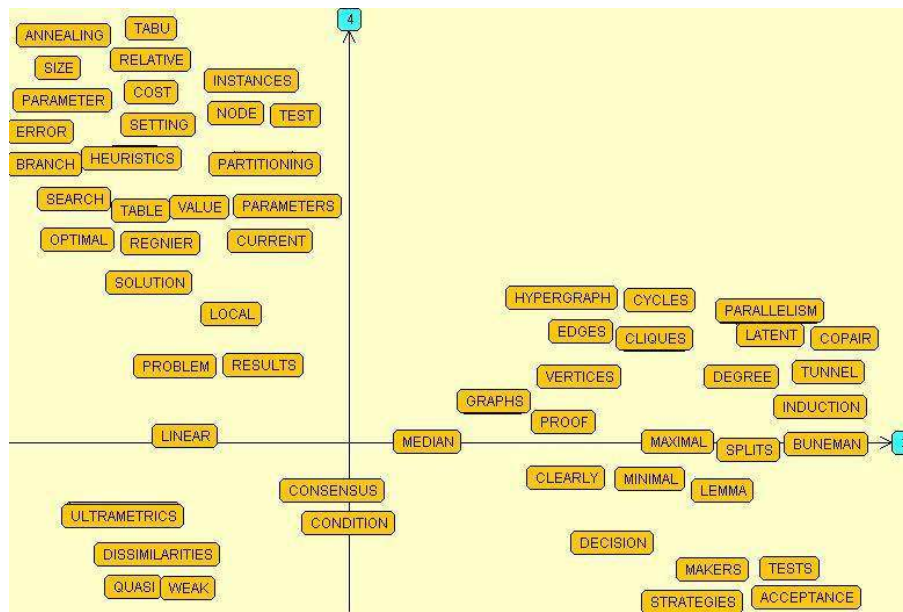 4
ANNEALING
TABU
SIZE
RELATIVE
PARAMETER
COST
INSTANCES
ERROR
SETTING
NODE
TEST
BRANCH
HEURISTICS
PARTITIONING
SEARCH
TABLE
VALUE
PARAMETERS
OPTIMAL
REGNIER
CURRENT
SOLUTION
LOCAL
HYPERGRAPH
CYCLES
PARALLELISM
EDGES
CLIQUES
LATENT
COPAIR
PROBLEM
RESULTS
VERTICES
DEGREE
TUNNEL
GRAPHS
PROOF
INDUCTION
LINEAR
MEDIAN
MAXIMAL
SPLITS
BUNEMAN
CONSENSUS
CLEARLY
MINIMAL
LEMMA
ULTRAMETRICS
CONDITION
DISSIMILARITIES
DECISION
QUASI
WEAK
MAKERS
TESTS
STRATEGIES
ACCEPTANCE